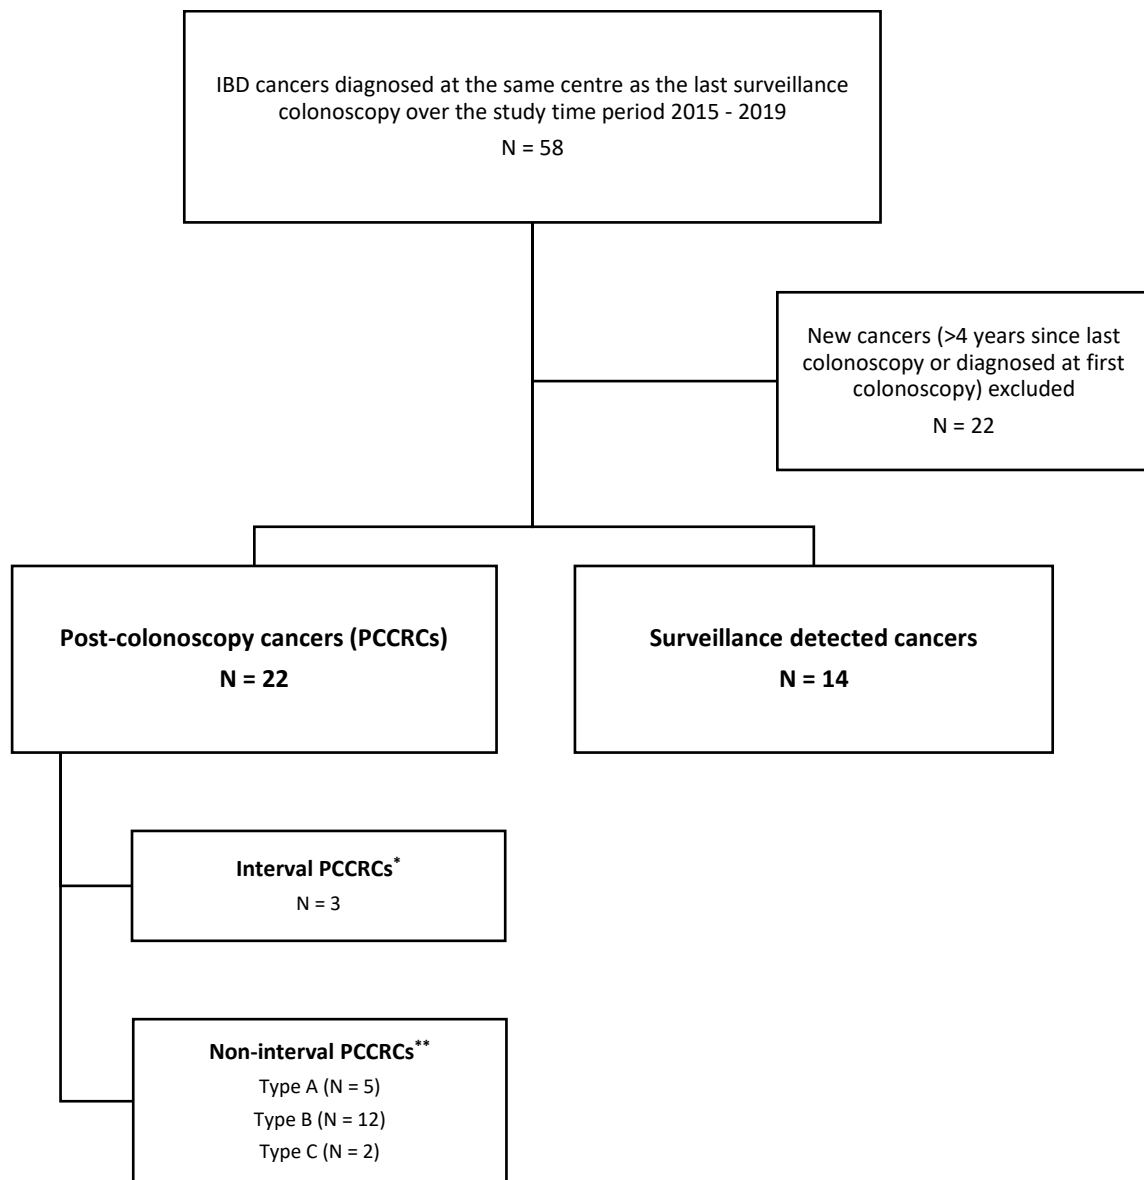 IBD cancers diagnosed at the same centre as the last surveillance
colonoscopy over the study time period 2015 - 2019
N = 58
New cancers (>4 years since last
colonoscopy or diagnosed at first
colonoscopy) excluded
N = 22
Post-colonoscopy cancers (PCCRCs)
N = 22
Surveillance detected cancers
N = 14
Interval PCCRCs*
N = 3
Non-interval PCCRCs**
Type A (N = 5)
Type B (N = 12)
Type C (N = 2)